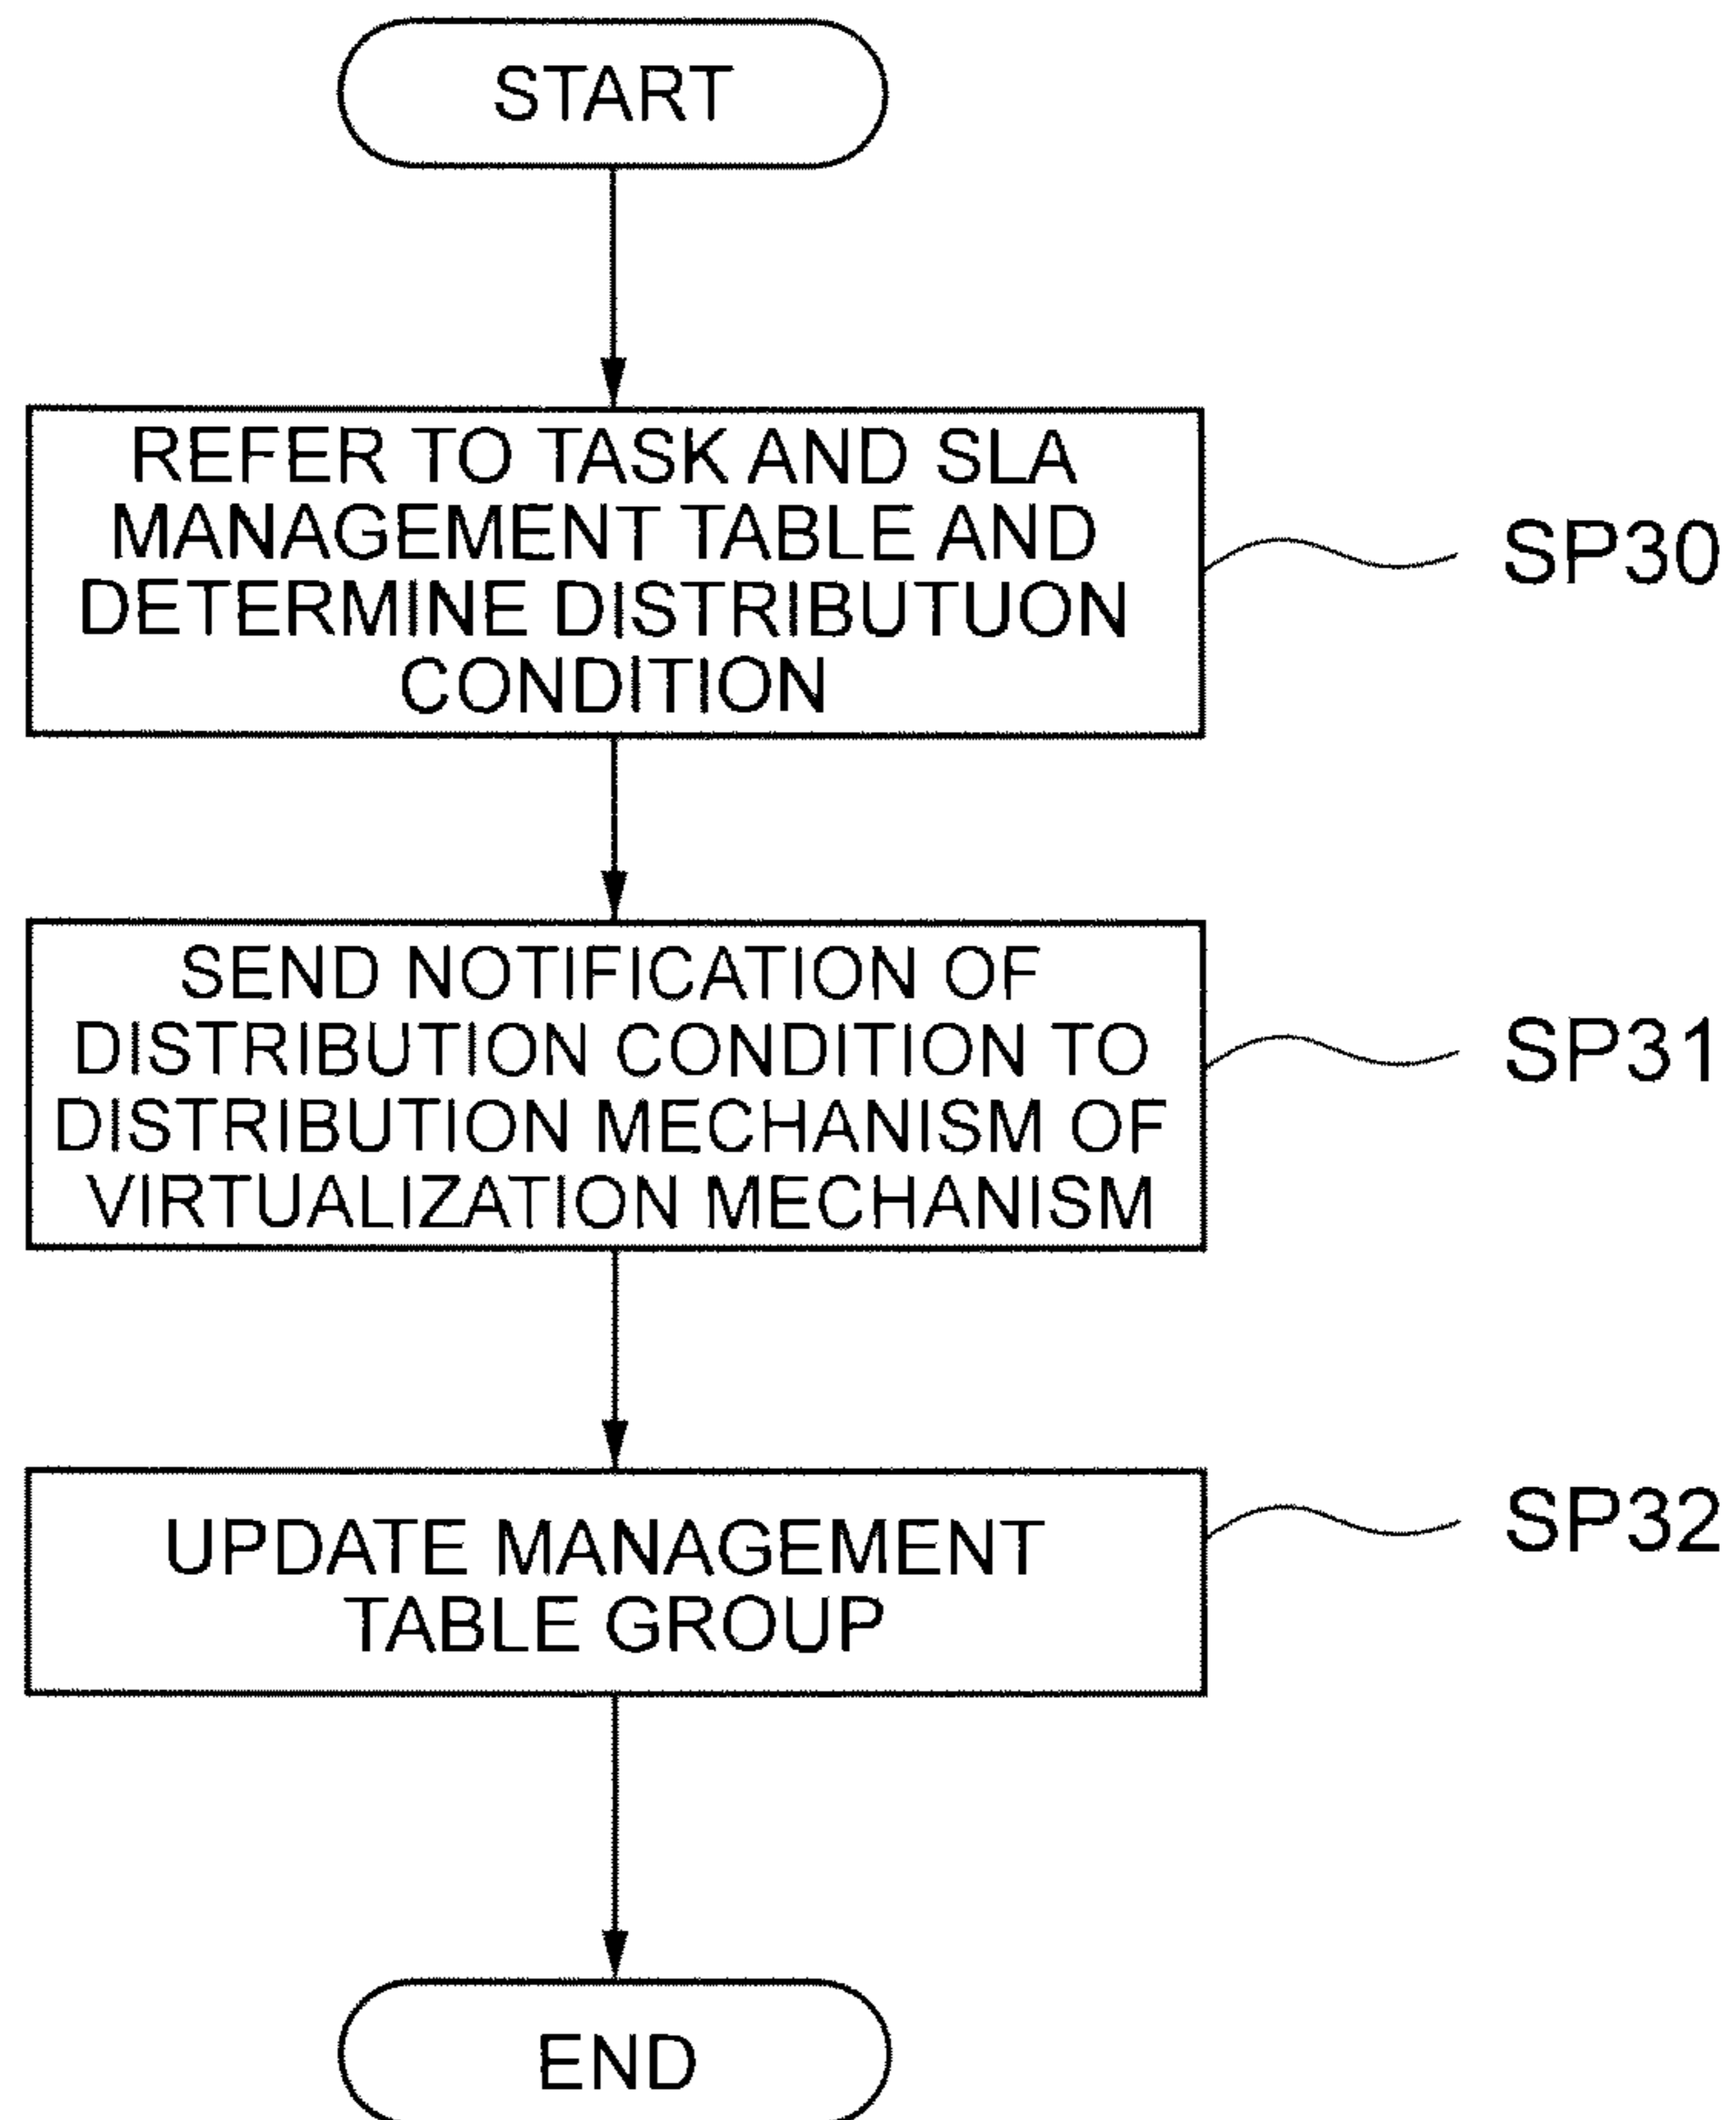 START
REFER TO TASK AND SLA
MANAGEMENT TABLE AND
DETERMINE DISTRIBUTUON
CONDITION
SP30
SEND NOTIFICATION OF
DISTRIBUTION CONDITION TO
DISTRIBUTION MECHANISM OF
VIRTUALIZATION MECHANISM
SP31
UPDATE MANAGEMENT
TABLE GROUP
SP32
END